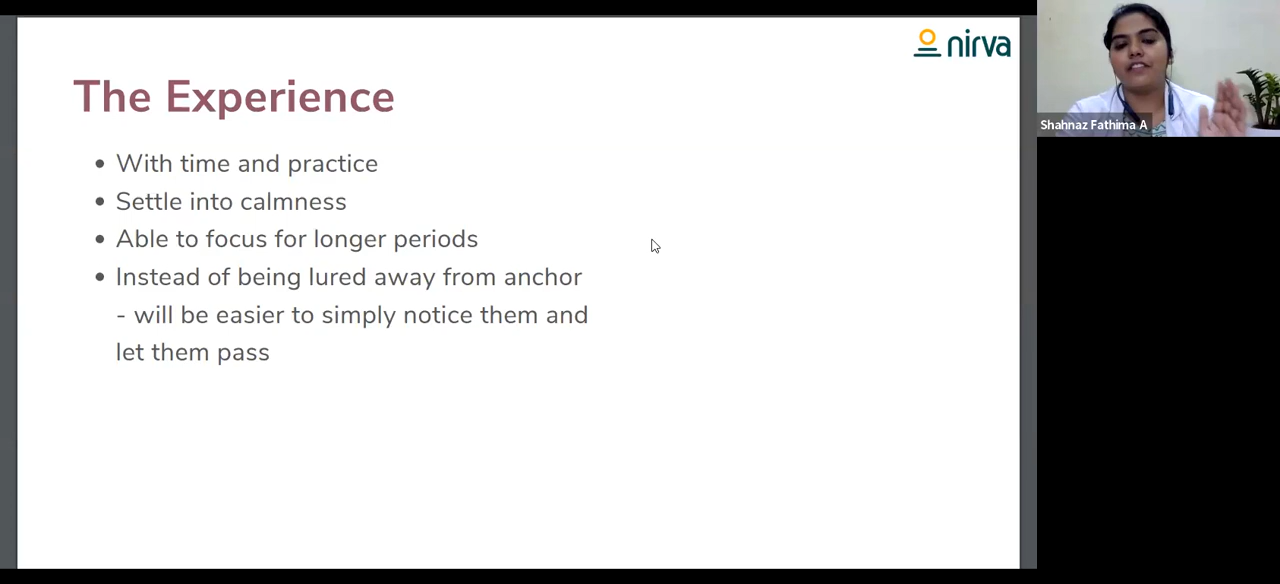 nirva
The Experience
• With time and practice
• Settle into calmness
• Able to focus for longer periods
• Instead of being lured away from anchor
- will be easier to simply notice them and
let them pass
Shahnaz Fathima A